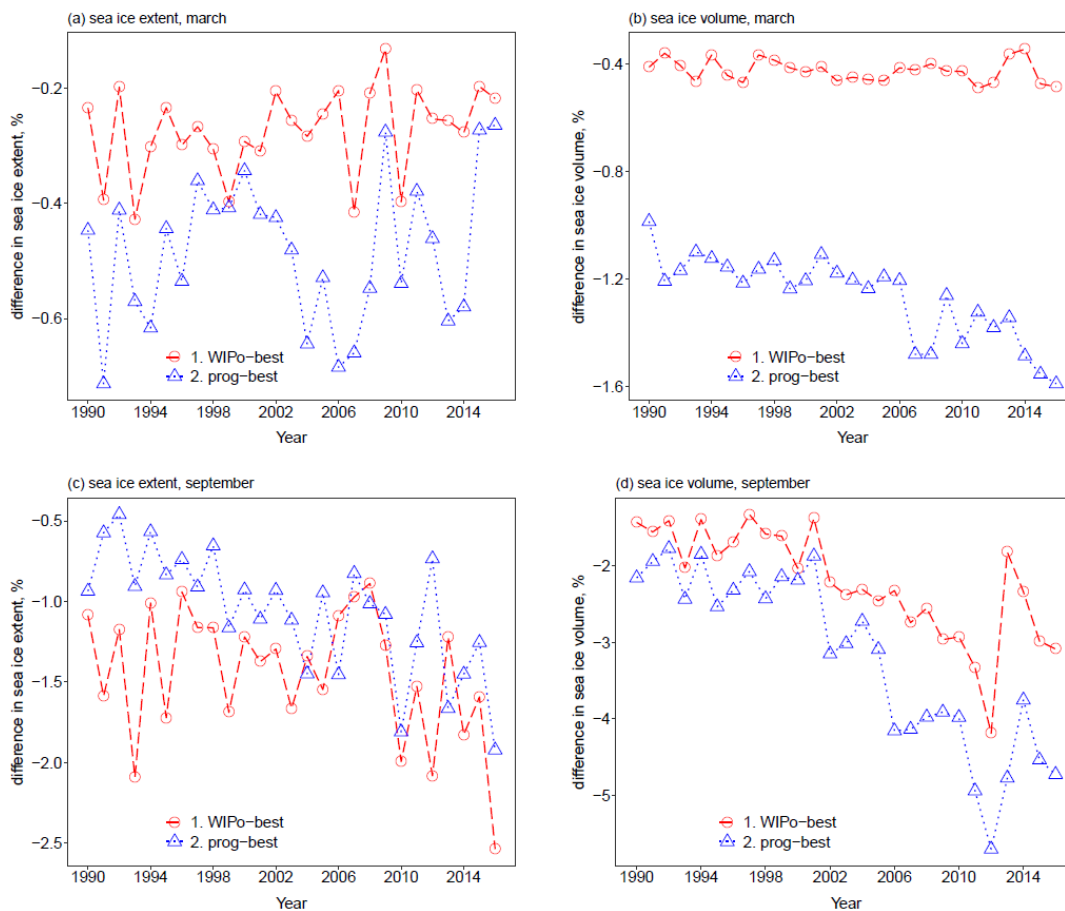 (a) sea ice extent, march
difference in sea ice extent, %
−0.2
−0.4
−0.6
1. WIPo−best
2. prog−best
1990 1994 1998 2002 2006 2010 2014
Year
(b) sea ice volume, march
difference in sea ice volume, %
−0.4
−0.8
−1.2
−1.6
1. WIPo−best
2. prog−best
1990 1994 1998 2002 2006 2010 2014
Year
(c) sea ice extent, september
difference in sea ice extent, %
−0.5
−1.0
−1.5
−2.0
−2.5
1. WIPo−best
2. prog−best
1990 1994 1998 2002 2006 2010 2014
Year
(d) sea ice volume, september
difference in sea ice volume, %
−2
−3
−4
−5
1. WIPo−best
2. prog−best
1990 1994 1998 2002 2006 2010 2014
Year